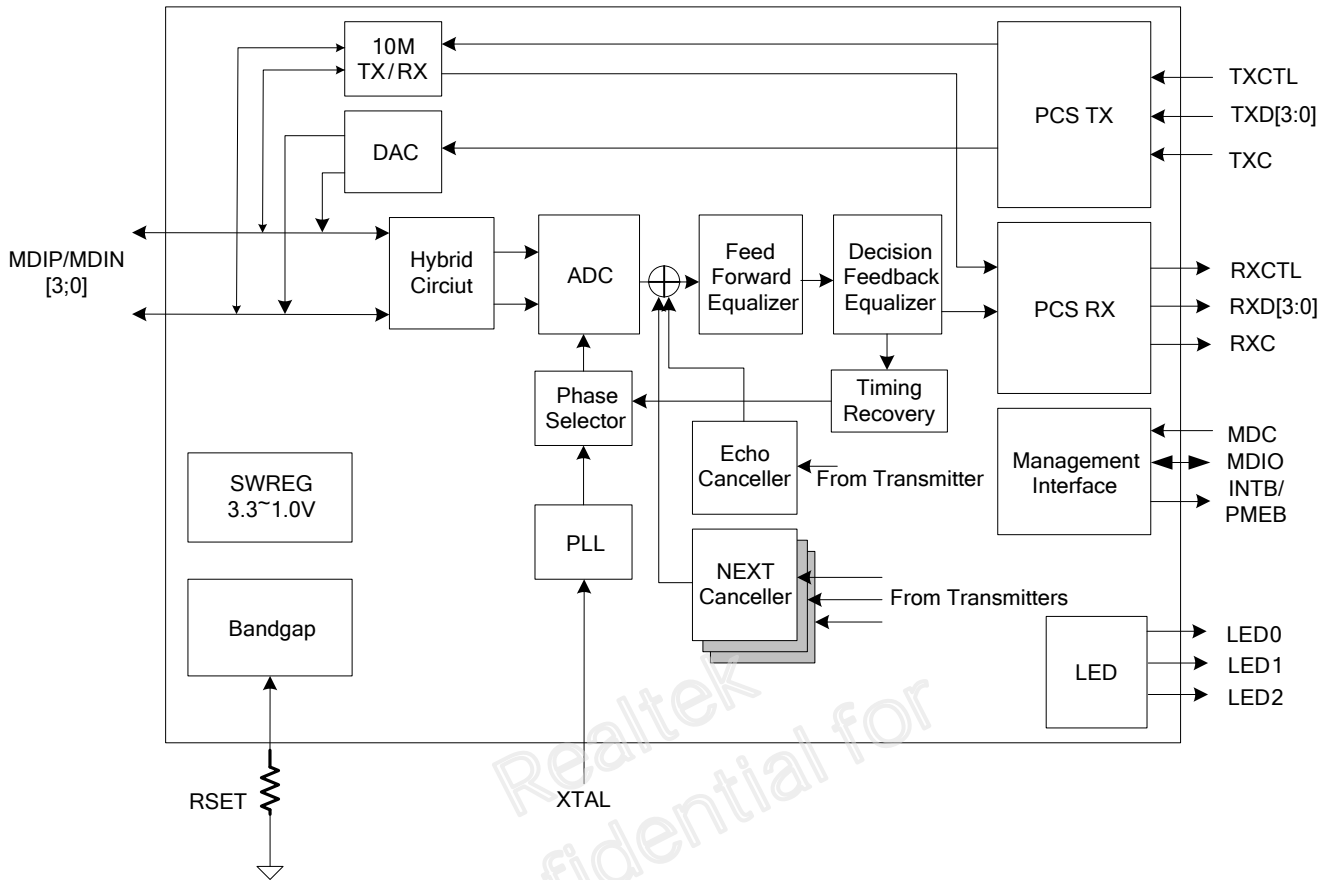 10M
TX/RX
DAC
PCS TX
TXCTL
TXD[3:0]
TXC
MDIP/MDIN
[3;0]
Hybrid
Circiut
ADC
Feed
Forward
Equalizer
Decision
Feedback
Equalizer
PCS RX
RXCTL
RXD[3:0]
RXC
Phase
Selector
Timing
Recovery
Echo
Canceller
From Transmitter
Management
Interface
MDC
MDIO
INTB/
PMEB
SWREG
3.3~1.0V
PLL
NEXT
Canceller
From Transmitters
Bandgap
LED
LED0
LED1
LED2
RSET
XTAL
Realtek
fidential for